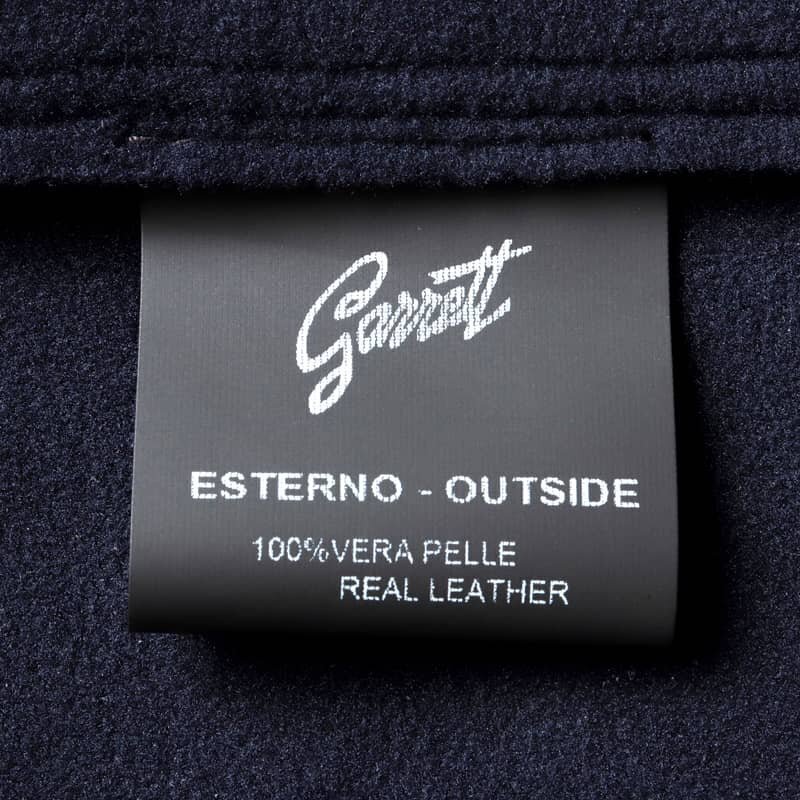 Garrett
ESTERNO - OUTSIDE
100%VERA PELLE
REAL LEATHER